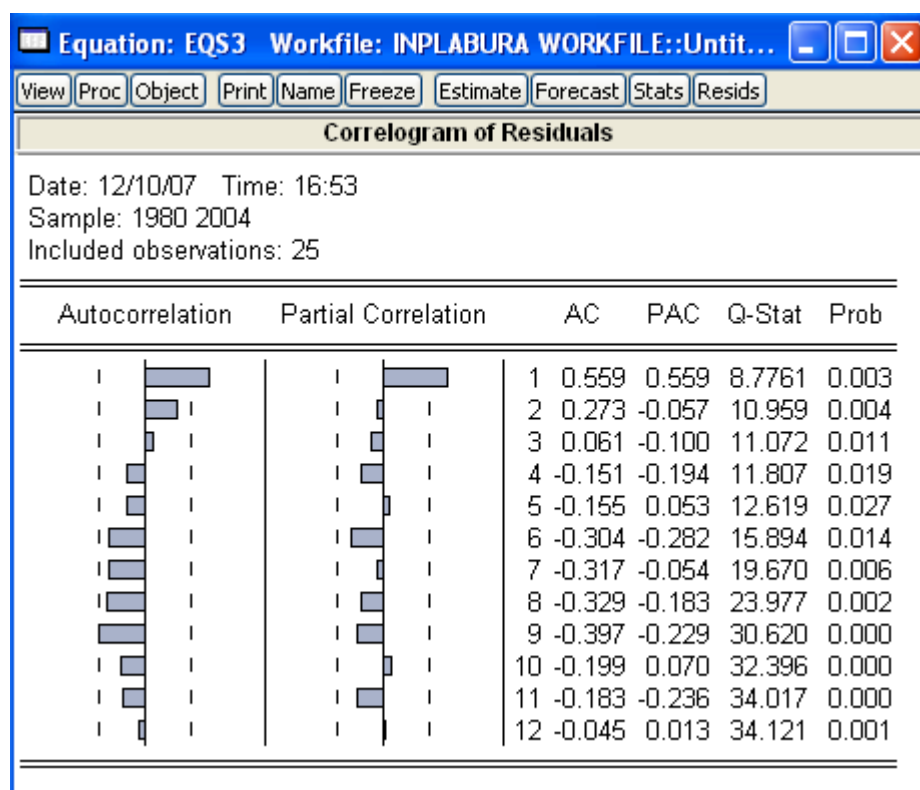 Equation: EQS3 Workfile: INPLABURA WORKFILE::Untit...
View Proc Object Print Name Freeze Estimate Forecast Stats Resids
Correlogram of Residuals
Date: 12/10/07 Time: 16:53
Sample: 1980 2004
Included observations: 25
Autocorrelation Partial Correlation AC PAC Q-Stat Prob
1 0.559 0.559 8.7761 0.003
2 0.273 -0.057 10.959 0.004
3 0.061 -0.100 11.072 0.011
4 -0.151 -0.194 11.807 0.019
5 -0.155 0.053 12.619 0.027
6 -0.304 -0.282 15.894 0.014
7 -0.317 -0.054 19.670 0.006
8 -0.329 -0.183 23.977 0.002
9 -0.397 -0.229 30.620 0.000
10 -0.199 0.070 32.396 0.000
11 -0.183 -0.236 34.017 0.000
12 -0.045 0.013 34.121 0.001